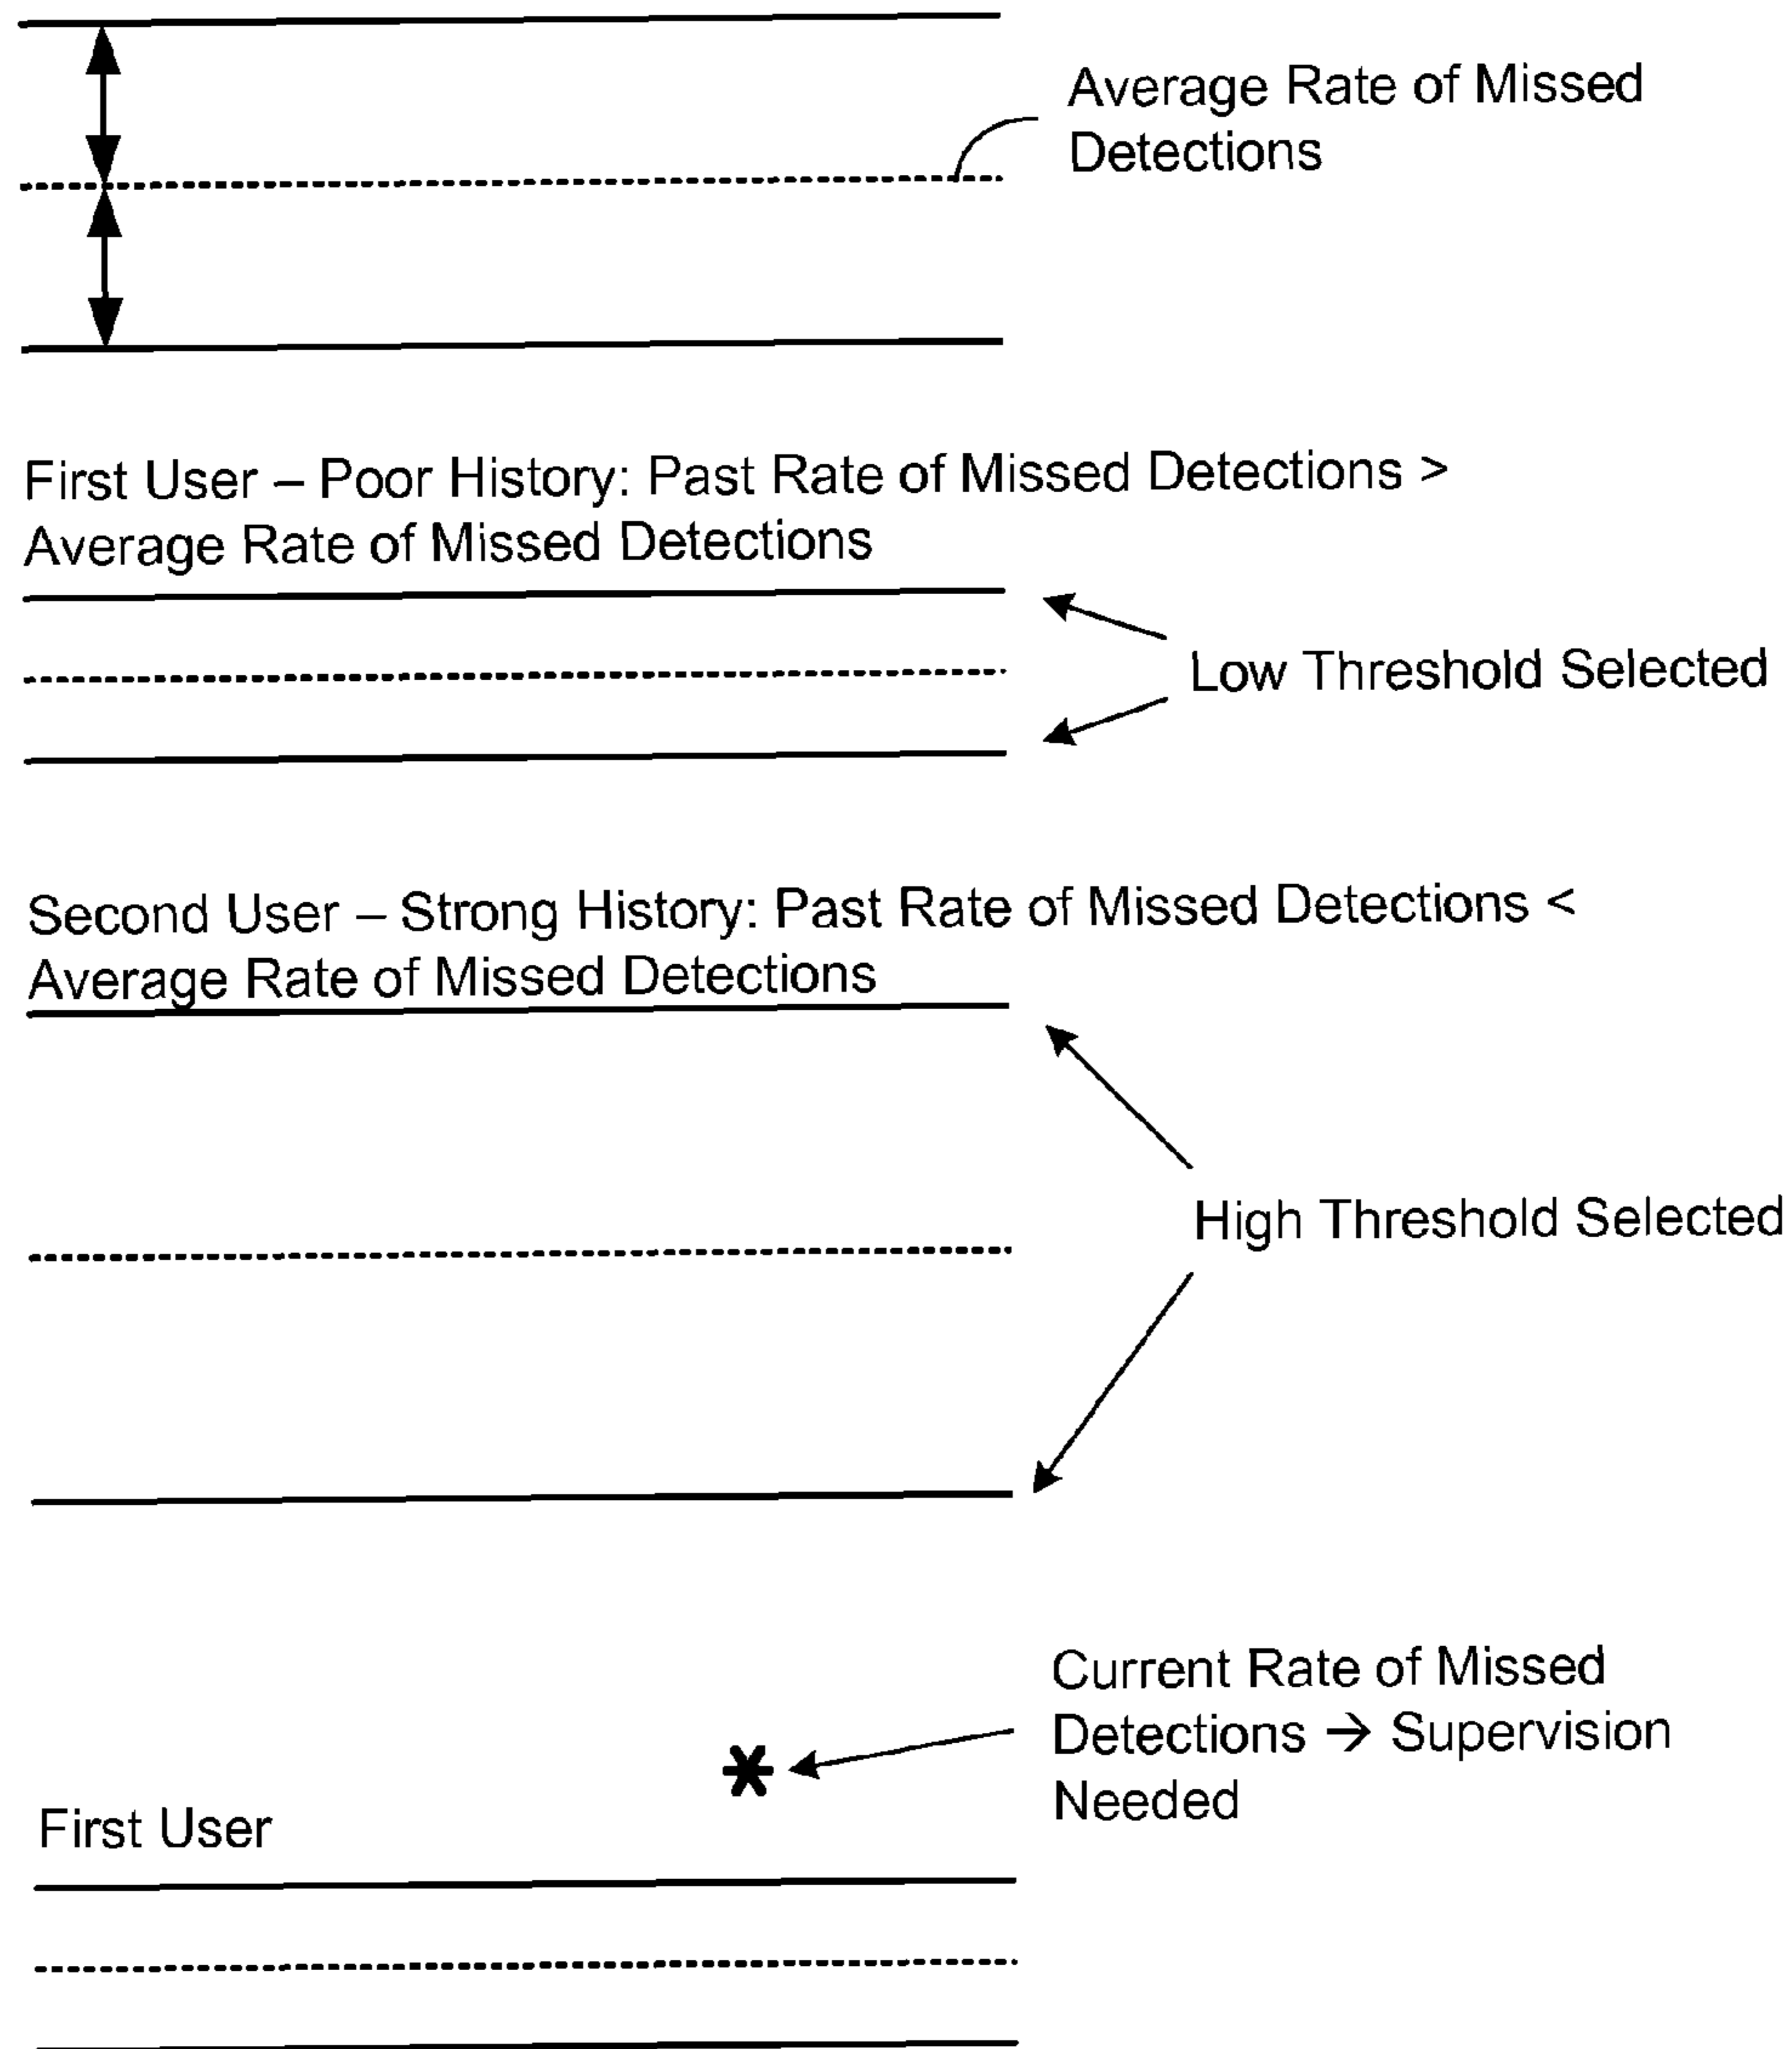 Average Rate of Missed
Detections
First User – Poor History: Past Rate of Missed Detections >
Average Rate of Missed Detections
Low Threshold Selected
Second User – Strong History: Past Rate of Missed Detections <
Average Rate of Missed Detections
High Threshold Selected
Current Rate of Missed
Detections → Supervision
Needed
*
First User